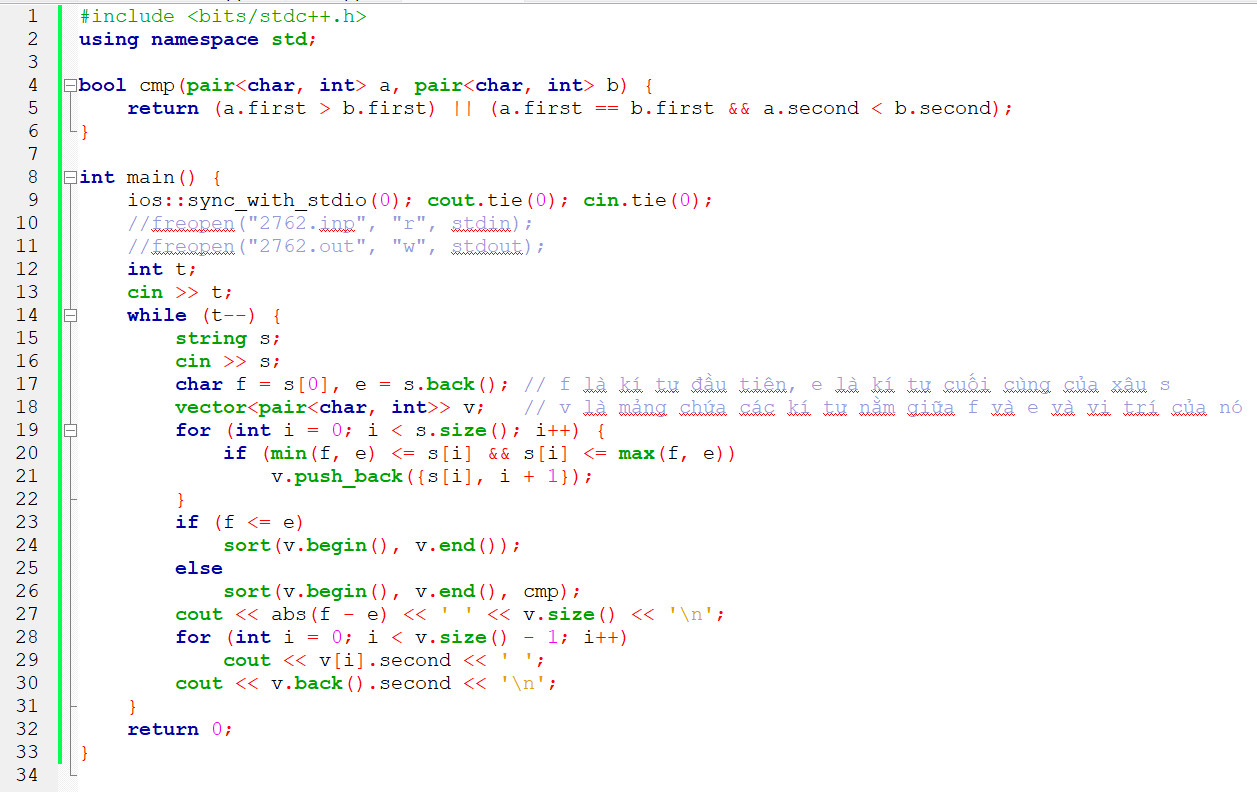 1 #include <bits/stdc++.h>
2 using namespace std;
3
4 bool cmp(pair<char, int> a, pair<char, int> b) {
5     return (a.first > b.first) || (a.first == b.first && a.second < b.second);
6 }
7
8 int main() {
9     ios::sync_with_stdio(0); cout.tie(0); cin.tie(0);
10     //freopen("2762.inp", "r", stdin);
11     //freopen("2762.out", "w", stdout);
12     int t;
13     cin >> t;
14     while (t--) {
15         string s;
16         cin >> s;
17         char f = s[0], e = s.back(); // f là kí tự đầu tiên, e là kí tự cuối cùng của xâu s
18         vector<pair<char, int>> v;   // v là mảng chứa các kí tự nằm giữa f và e và vị trí của nó
19         for (int i = 0; i < s.size(); i++) {
20             if (min(f, e) <= s[i] && s[i] <= max(f, e))
21                 v.push_back({s[i], i + 1});
22         }
23         if (f <= e)
24             sort(v.begin(), v.end());
25         else
26             sort(v.begin(), v.end(), cmp);
27         cout << abs(f - e) << ' ' << v.size() << '\n';
28         for (int i = 0; i < v.size() - 1; i++)
29             cout << v[i].second << ' ';
30         cout << v.back().second << '\n';
31     }
32     return 0;
33 }
34